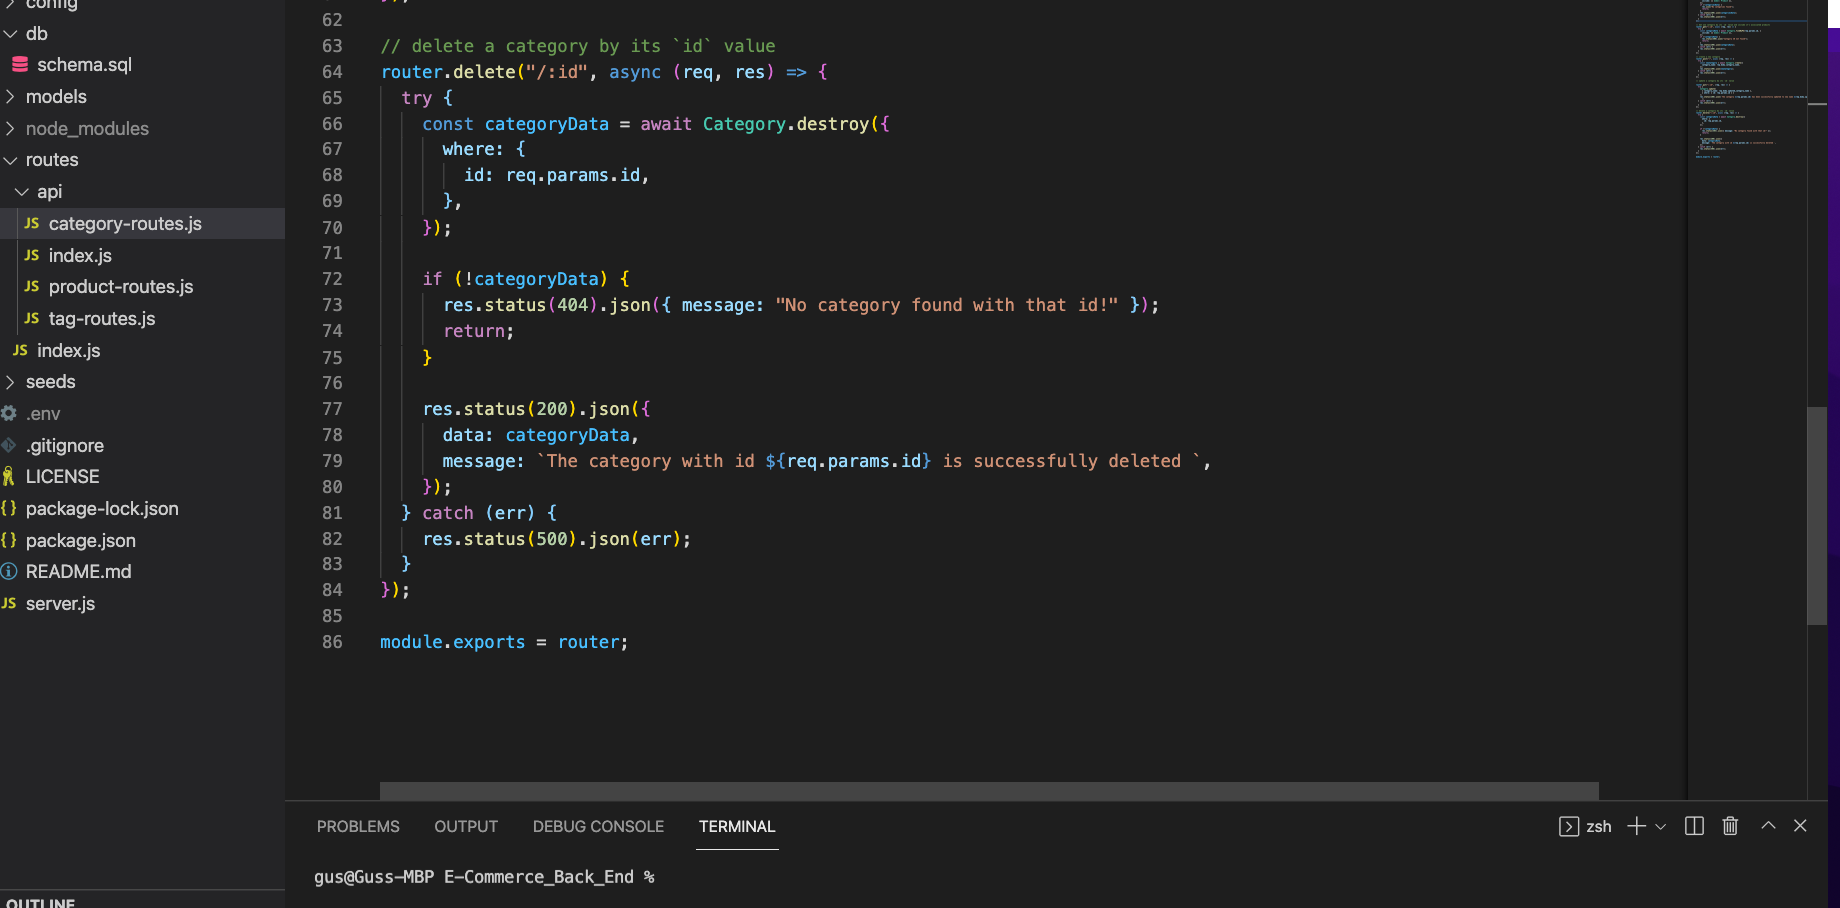 config
db
schema.sql
models
node_modules
routes
api
JS category-routes.js
JS index.js
JS product-routes.js
JS tag-routes.js
JS index.js
seeds
.env
.gitignore
LICENSE
{} package-lock.json
{} package.json
README.md
JS server.js
OUTLINE
62
63 // delete a category by its `id` value
64 router.delete("/:id", async (req, res) => {
65 try {
66 const categoryData = await Category.destroy({
67 where: {
68 id: req.params.id,
69 },
70 });
71
72 if (!categoryData) {
73 res.status(404).json({ message: "No category found with that id!" });
74 return;
75 }
76
77 res.status(200).json({
78 data: categoryData,
79 message: `The category with id ${req.params.id} is successfully deleted `,
80 });
81 } catch (err) {
82 res.status(500).json(err);
83 }
84 });
85
86 module.exports = router;
PROBLEMS OUTPUT DEBUG CONSOLE TERMINAL zsh
gus@Guss-MBP E-Commerce_Back_End %